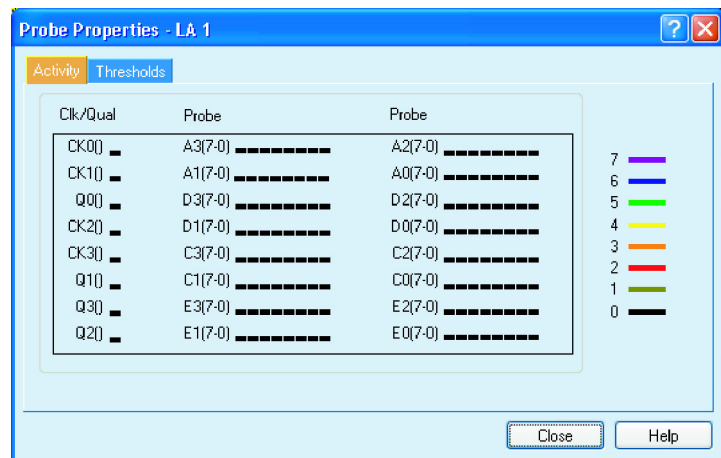 Probe Properties - LA 1
Activity Thresholds
Clk/Qual Probe Probe
CK0() A3(7-0) A2(7-0)
CK1() A1(7-0) A0(7-0)
Q0() D3(7-0) D2(7-0)
CK2() D1(7-0) D0(7-0)
CK3() C3(7-0) C2(7-0)
Q1() C1(7-0) C0(7-0)
Q3() E3(7-0) E2(7-0)
Q2() E1(7-0) E0(7-0)
7
6
5
4
3
2
1
0
Close Help